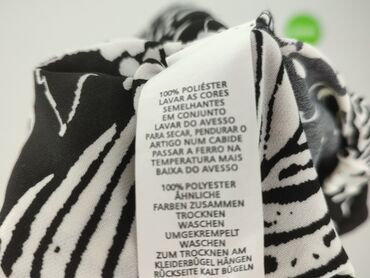 100% POLIÉSTER
LAVAR AS CORES
SEMELHANTES
EM CONJUNTO
LAVAR DO AVESSO
PARA SECAR, PENDURAR O
ARTIGO NUM CABIDE
PASSAR A FERRO NA
TEMPERATURA MAIS
BAIXA DO AVESSO
100% POLYESTER
ÄHNLICHE
FARBEN ZUSAMMEN
TROCKNEN
WASCHEN
UMGEKREMPELT
WASCHEN
ZUM TROCKNEN AM
KLEIDERBÜGEL HÄNGEN
RÜCKSEITE KALT BÜGELN